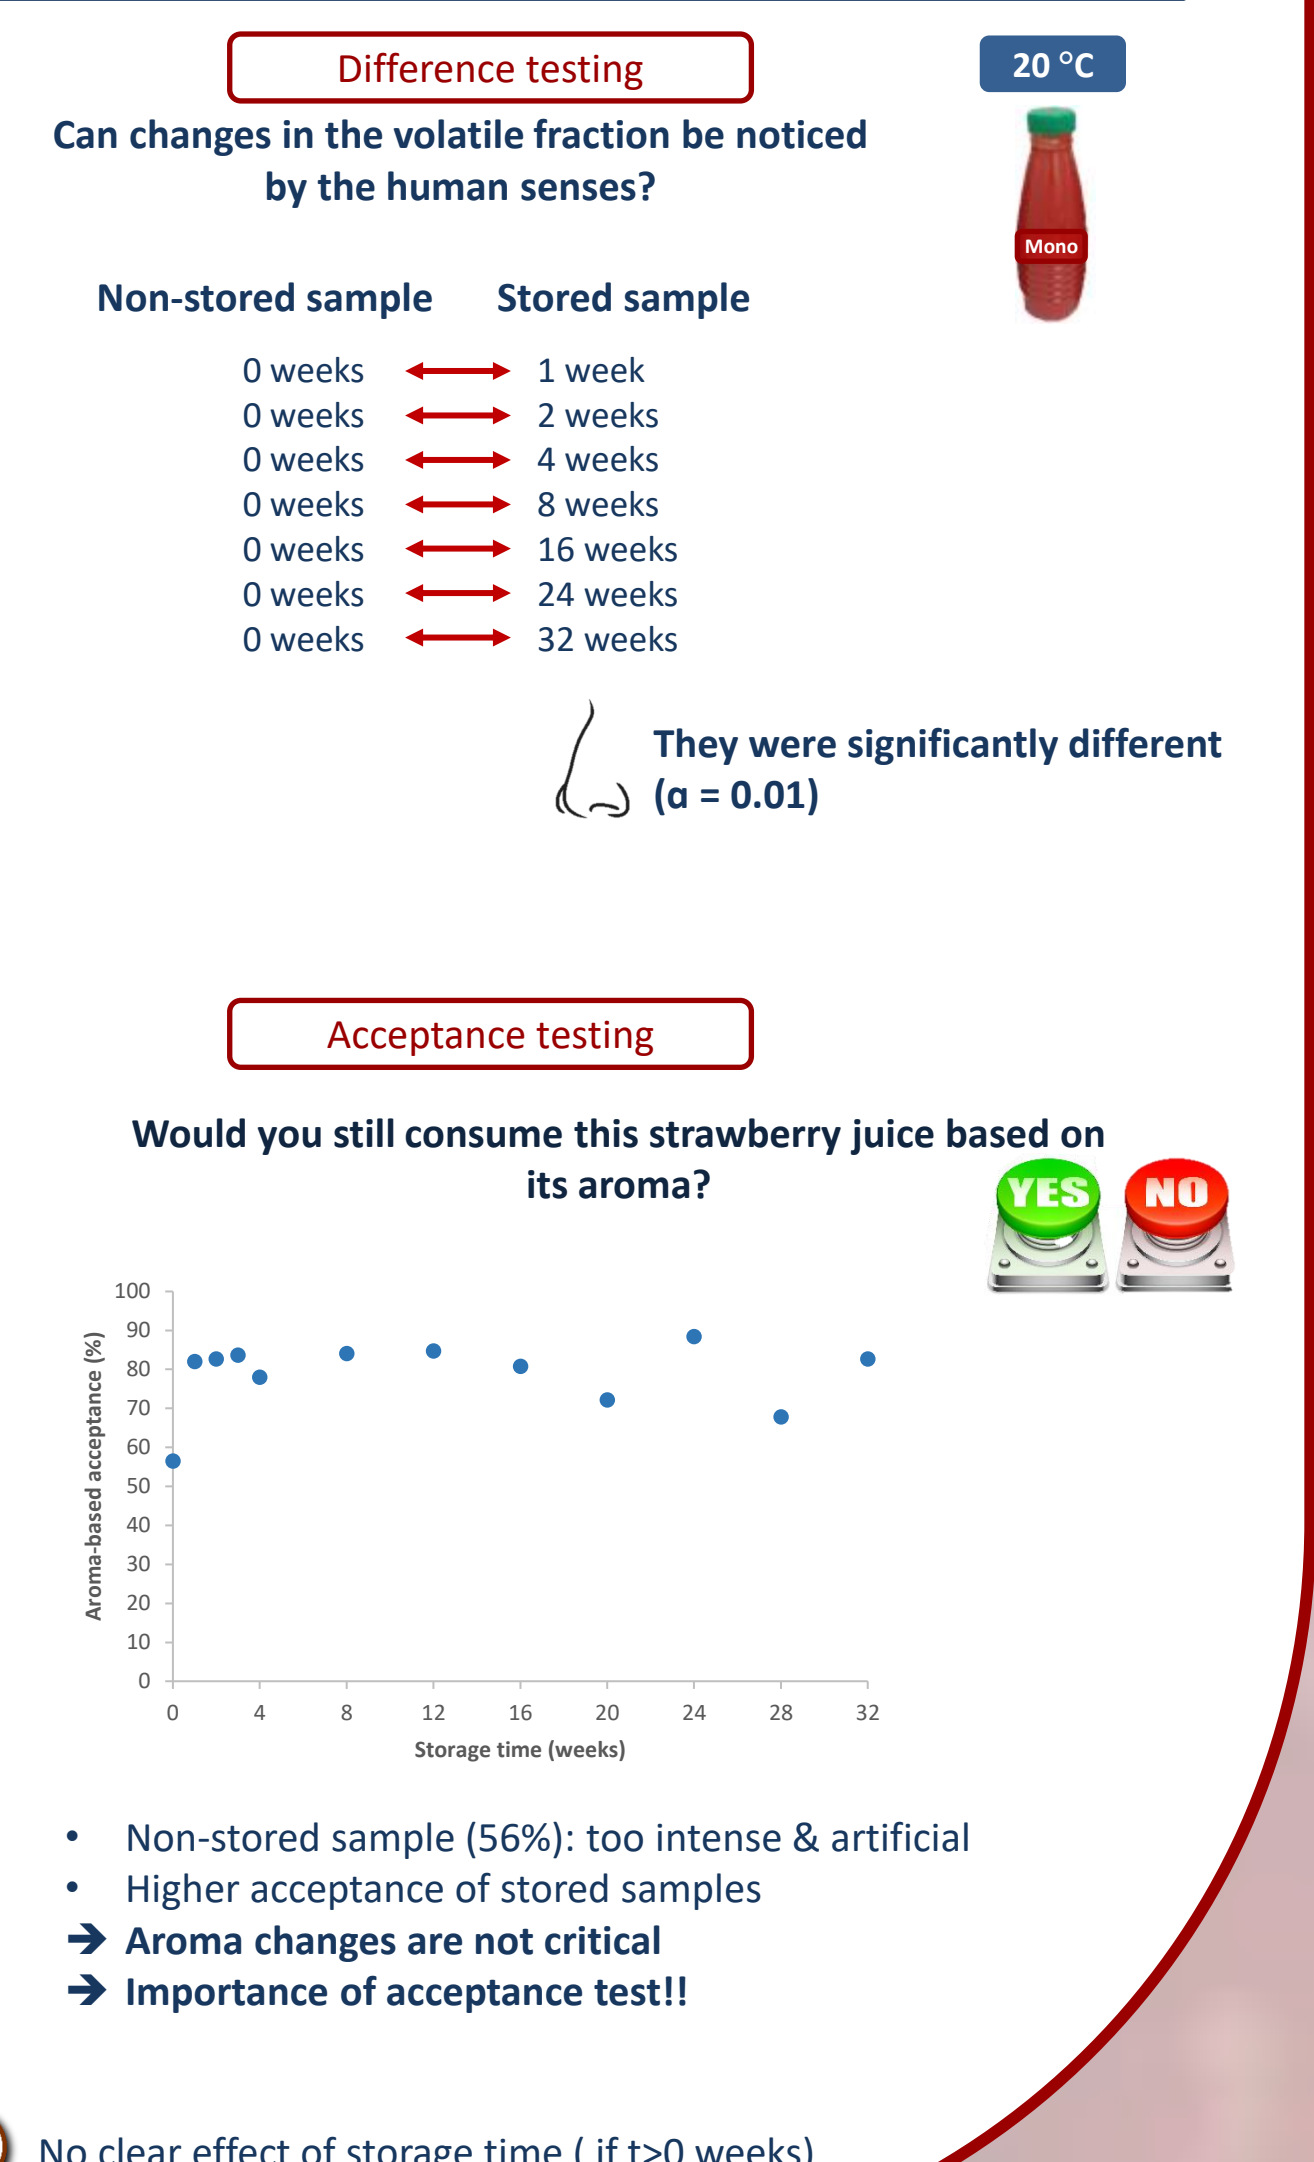 Difference testing
20 °C
Can changes in the volatile fraction be noticed
by the human senses?
Mono
Non-stored sample Stored sample
0 weeks 1 week
0 weeks 2 weeks
0 weeks 4 weeks
0 weeks 8 weeks
0 weeks 16 weeks
0 weeks 24 weeks
0 weeks 32 weeks
They were significantly different
(α = 0.01)
Acceptance testing
Would you still consume this strawberry juice based on
its aroma?
YES NO
Aroma-based acceptance (%)
100
90
80
70
60
50
40
30
20
10
0
0 4 8 12 16 20 24 28 32
Storage time (weeks)
• Non-stored sample (56%): too intense & artificial
• Higher acceptance of stored samples
➔ Aroma changes are not critical
➔ Importance of acceptance test!!
No clear effect of storage time ( if t>0 weeks)